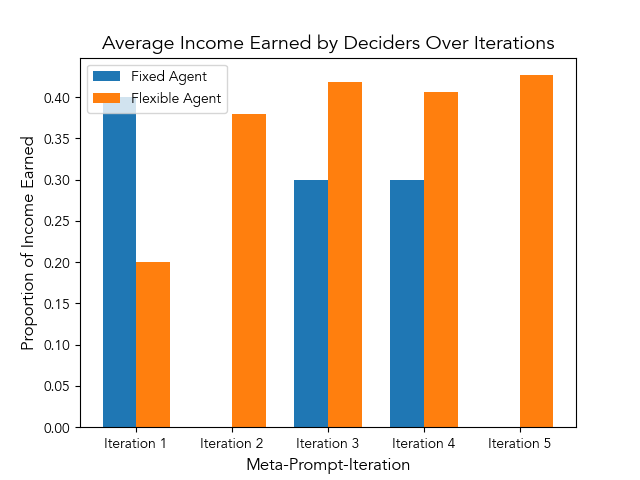 Average Income Earned by Deciders Over Iterations
Fixed Agent
Flexible Agent
Proportion of Income Earned
0.40
0.35
0.30
0.25
0.20
0.15
0.10
0.05
0.00
Iteration 1 Iteration 2 Iteration 3 Iteration 4 Iteration 5
Meta-Prompt-Iteration